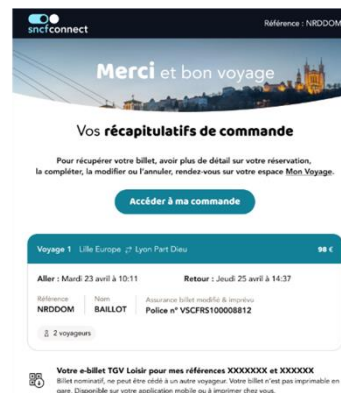 sncf connect
Référence : NRDDOM
Merci et bon voyage
Vos récapitulatifs de commande
Pour récupérer votre billet, avoir plus de détail sur votre réservation,
la compléter, la modifier ou l'annuler, rendez-vous sur votre espace Mon Voyage.
Accéder à ma commande
Voyage 1 Lille Europe ⇄ Lyon Part Dieu 98 €
Aller : Mardi 23 avril à 10:11 Retour : Jeudi 25 avril à 14:37
Référence Nom Assurance billet modifié & imprévu
NRDDOM BAILLOT Police n° VSCFRS100008812
2 voyageurs
Votre e-billet TGV Loisir pour mes références XXXXXXX et XXXXXX
Billet nominatif, ne peut être cédé à un autre voyageur. Votre billet n'est pas imprimable en
gare. Disponible sur votre application mobile ou à imprimer chez vous.